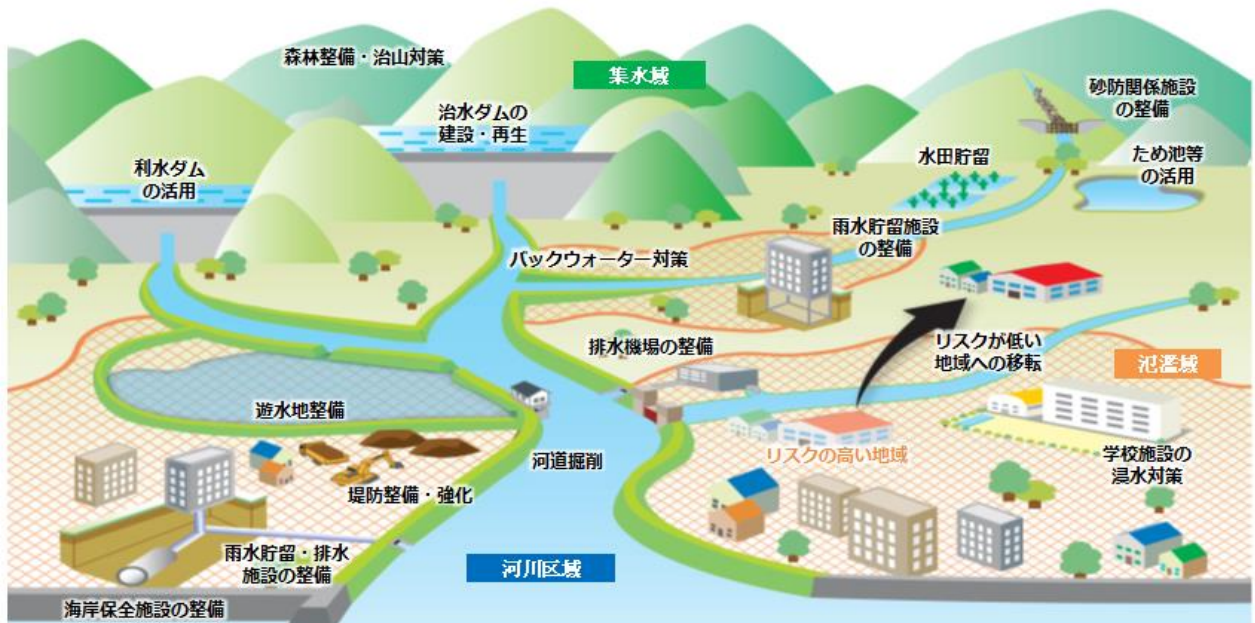 森林整備・治山対策
集水域
砂防関係施設
の整備
治水ダムの
建設・再生
水田貯留
ため池等
の活用
利水ダム
の活用
雨水貯留施設
の整備
バックウォーター対策
排水機場の整備
リスクが低い
地域への移転
氾濫域
遊水地整備
リスクの高い地域
学校施設の
浸水対策
河道掘削
堤防整備・強化
雨水貯留・排水
施設の整備
河川区域
海岸保全施設の整備